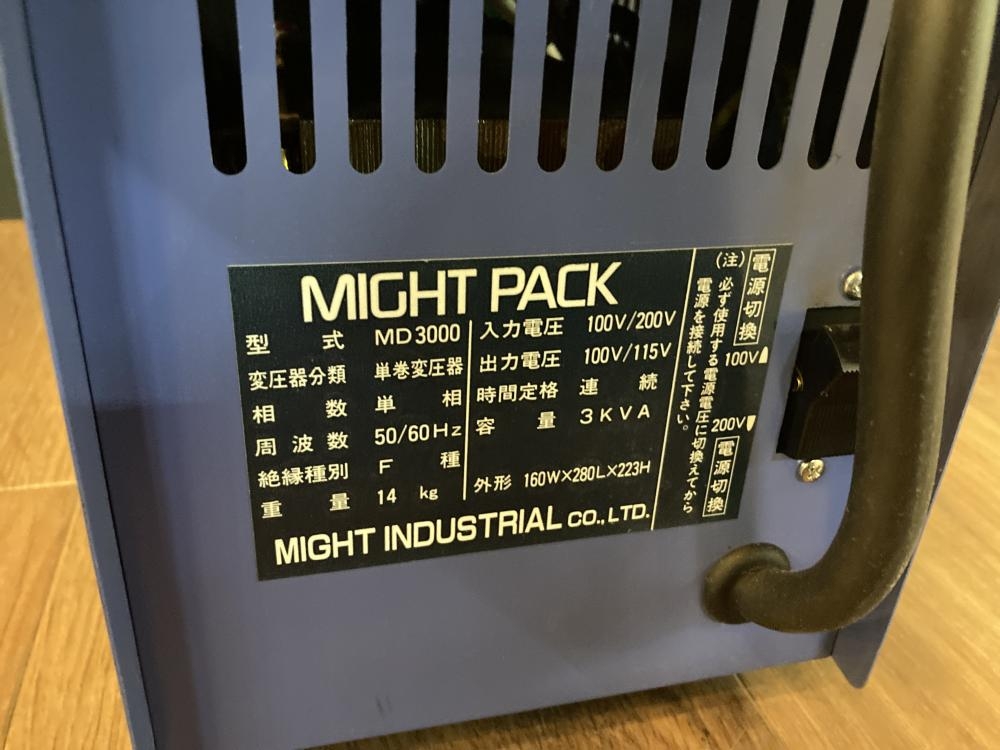 MIGHT PACK
型式 MD3000
変圧器分類 単巻変圧器
相数 単相
周波数 50/60Hz
絶縁種別 F種
重量 14kg
入力電圧 100V/200V
出力電圧 100V/115V
時間定格 連続
容量 3KVA
外形 160W×280L×223H
MIGHT INDUSTRIAL CO., LTD.
電源切換
(注) 必ず使用する電源電圧に切換えてから
電源を接続して下さい。
100V
200V
電源切換